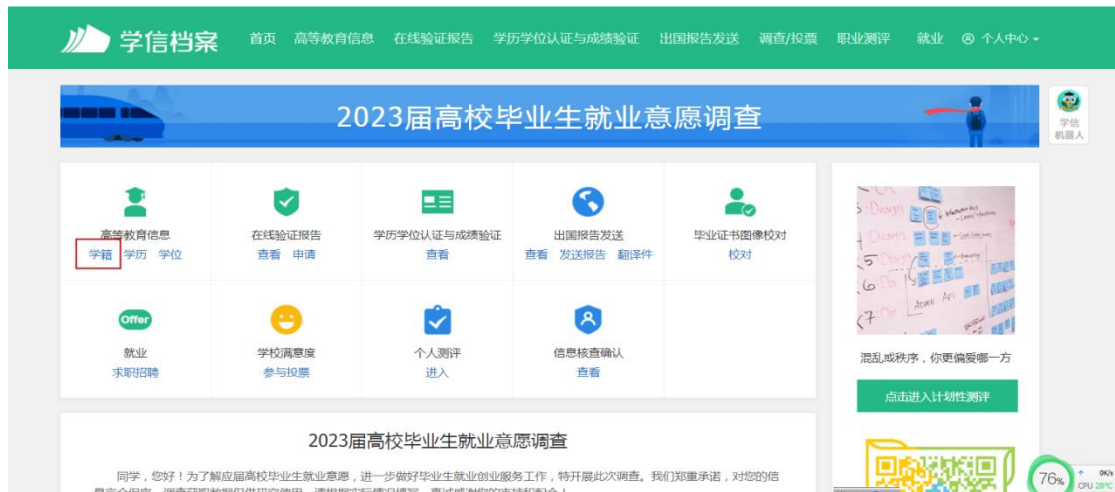 学信档案 首页 高等教育信息 在线验证报告 学历学位认证与成绩验证 出国报告发送 调查/投票 职业测评 就业 个人中心
2023届高校毕业生就业意愿调查
学信
机器人
高等教育信息 在线验证报告 学历学位认证与成绩验证 出国报告发送 毕业证书图像校对
学籍 学历 学位 查看 申请 查看 查看 发送报告 翻译件 校对
Offer
就业 学校满意度 个人测评 信息核查确认
求职招聘 参与投票 进入 查看
Design
Design
5
6
7
Async Api
混乱或秩序，你更偏爱哪一方
点击进入计划性测评
2023届高校毕业生就业意愿调查
同学，您好！为了解应届高校毕业生就业意愿，进一步做好毕业生就业创业服务工作，特开展此次调查。我们郑重承诺，对您的信
76% 0K/s
CPU 28°C